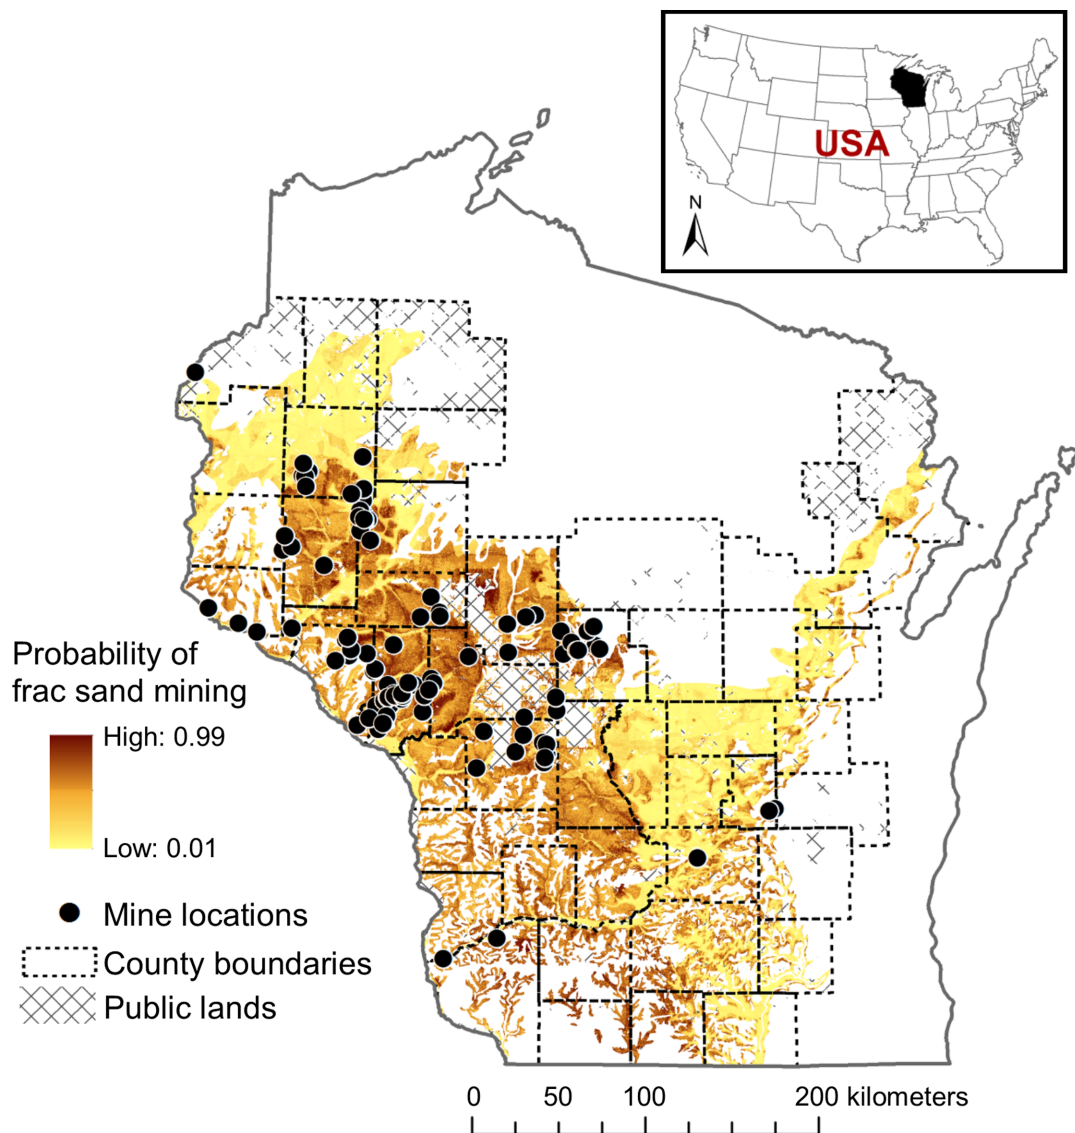 N
USA
Probability of
frac sand mining
High: 0.99
Low: 0.01
Mine locations
County boundaries
Public lands
0 50 100 200 kilometers